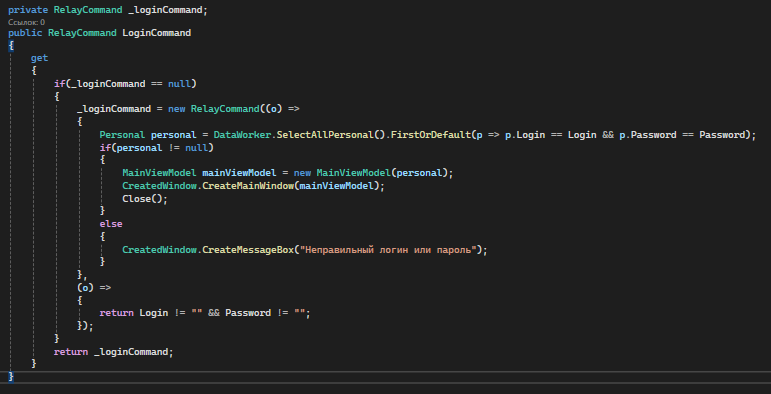 private RelayCommand _loginCommand;
Ссылок: 0
public RelayCommand LoginCommand
{
get
{
if(_loginCommand == null)
{
_loginCommand = new RelayCommand((o) =>
{
Personal personal = DataWorker.SelectAllPersonal().FirstOrDefault(p => p.Login == Login && p.Password == Password);
if(personal != null)
{
MainViewModel mainViewModel = new MainViewModel(personal);
CreatedWindow.CreateMainWindow(mainViewModel);
Close();
}
else
{
CreatedWindow.CreateMessageBox("Неправильный логин или пароль");
}
},
(o) =>
{
return Login != "" && Password != "";
});
}
return _loginCommand;
}
}